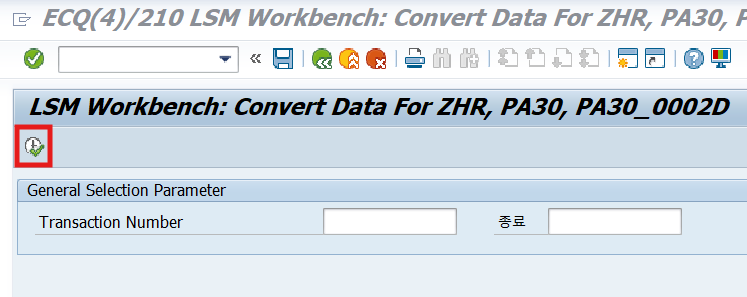 ECQ(4)/210 LSM Workbench: Convert Data For ZHR, PA30, P
LSM Workbench: Convert Data For ZHR, PA30, PA30_0002D
General Selection Parameter
Transaction Number 종료